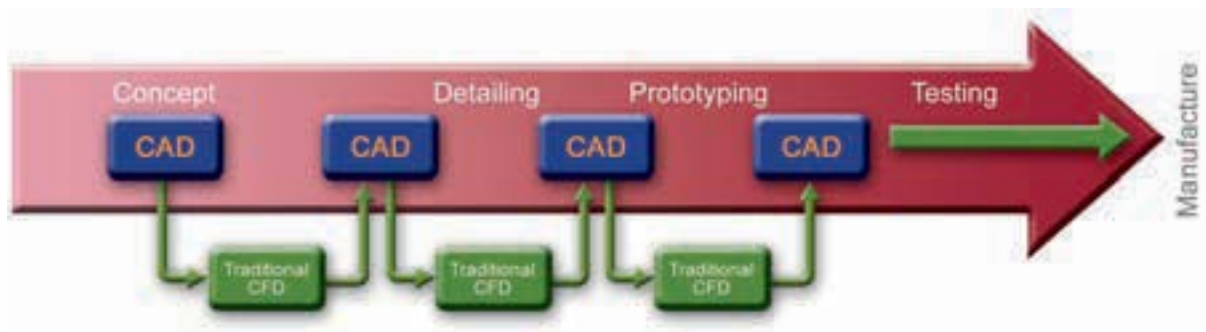 Concept
Detailing
Prototyping
Testing
CAD
CAD
CAD
CAD
Manufacture
Traditional
CFD
Traditional
CFD
Traditional
CFD